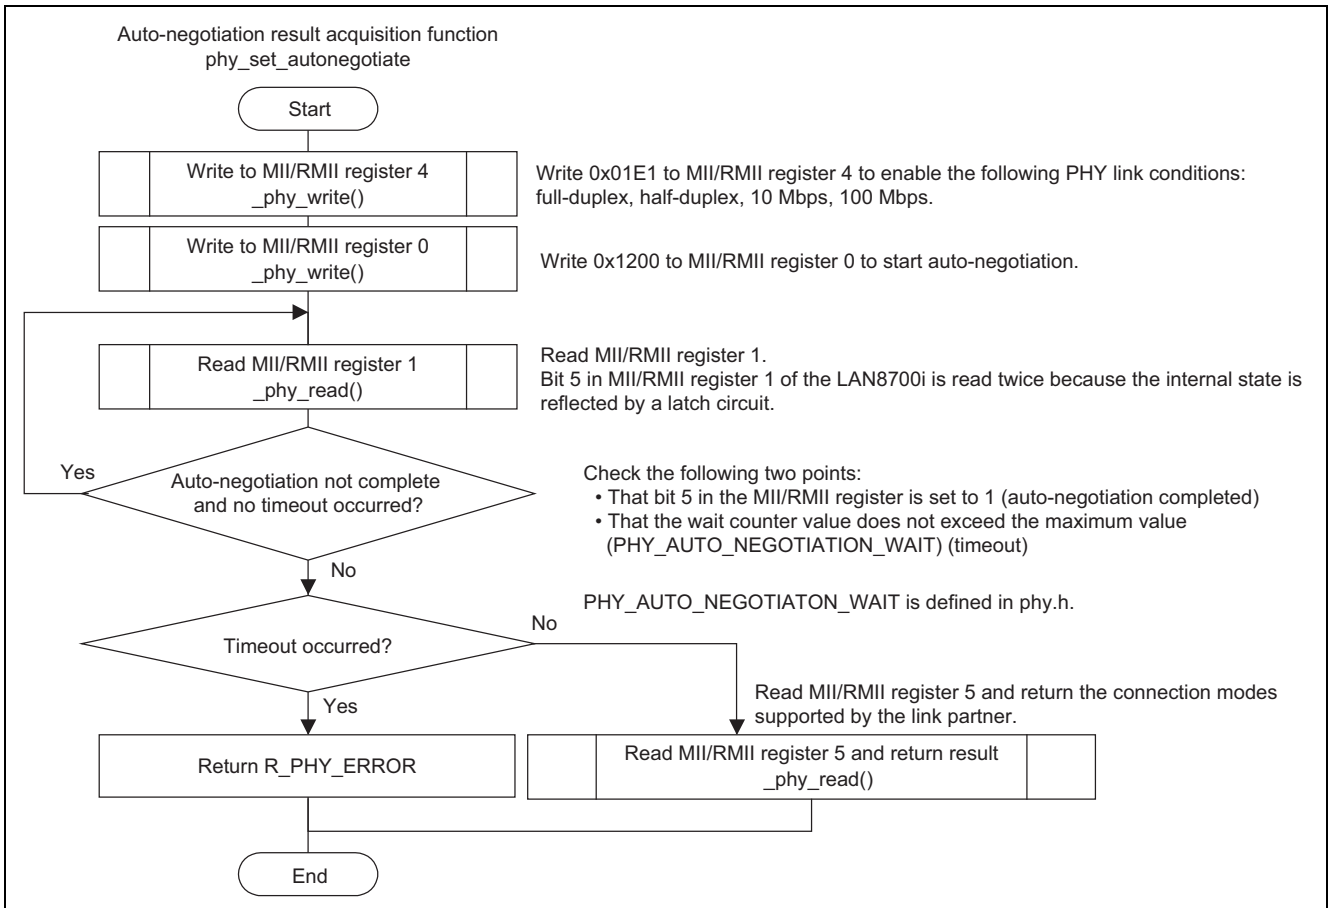 Auto-negotiation result acquisition function
phy_set_autonegotiate
Start
Write to MII/RMII register 4
_phy_write()
Write 0x01E1 to MII/RMII register 4 to enable the following PHY link conditions:
full-duplex, half-duplex, 10 Mbps, 100 Mbps.
Write to MII/RMII register 0
_phy_write()
Write 0x1200 to MII/RMII register 0 to start auto-negotiation.
Read MII/RMII register 1
_phy_read()
Read MII/RMII register 1.
Bit 5 in MII/RMII register 1 of the LAN8700i is read twice because the internal state is
reflected by a latch circuit.
Yes
Auto-negotiation not complete
and no timeout occurred?
Check the following two points:
• That bit 5 in the MII/RMII register is set to 1 (auto-negotiation completed)
• That the wait counter value does not exceed the maximum value
(PHY_AUTO_NEGOTIATION_WAIT) (timeout)
No
PHY_AUTO_NEGOTIATON_WAIT is defined in phy.h.
Timeout occurred?
No
Yes
Read MII/RMII register 5 and return the connection modes
supported by the link partner.
Return R_PHY_ERROR
Read MII/RMII register 5 and return result
_phy_read()
End